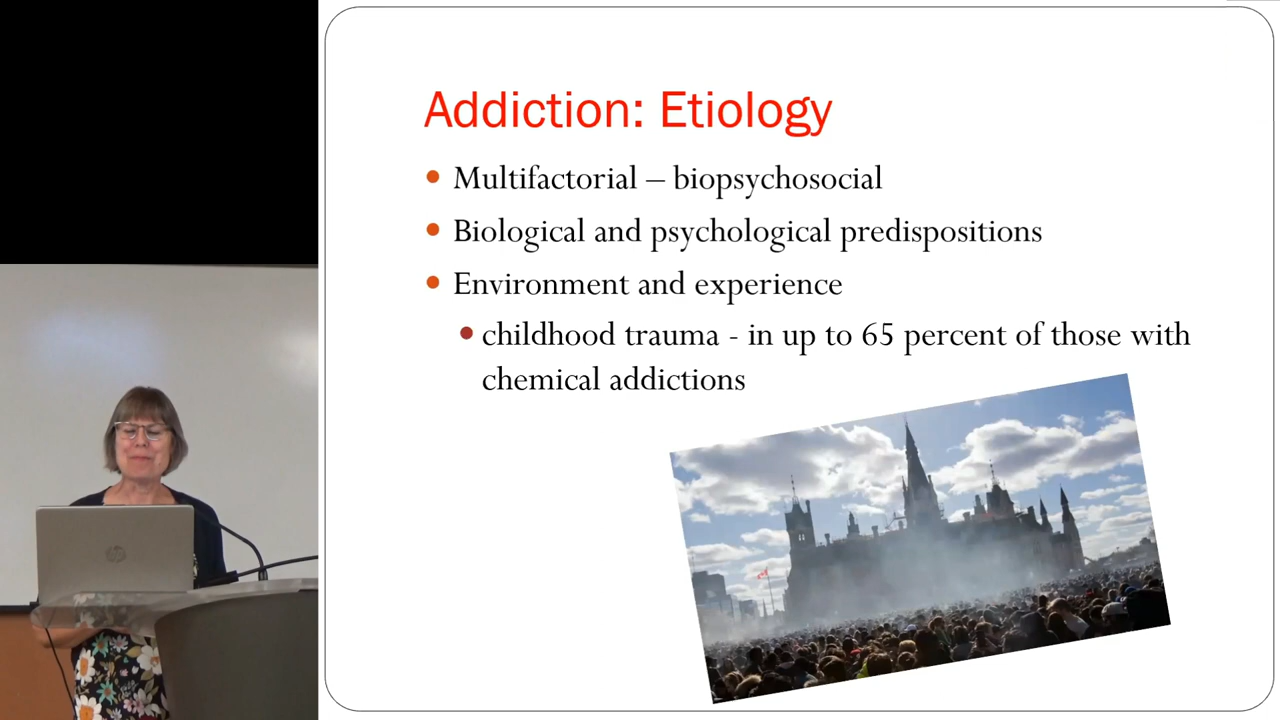 Addiction: Etiology
Multifactorial – biopsychosocial
Biological and psychological predispositions
Environment and experience
childhood trauma - in up to 65 percent of those with
chemical addictions
hp